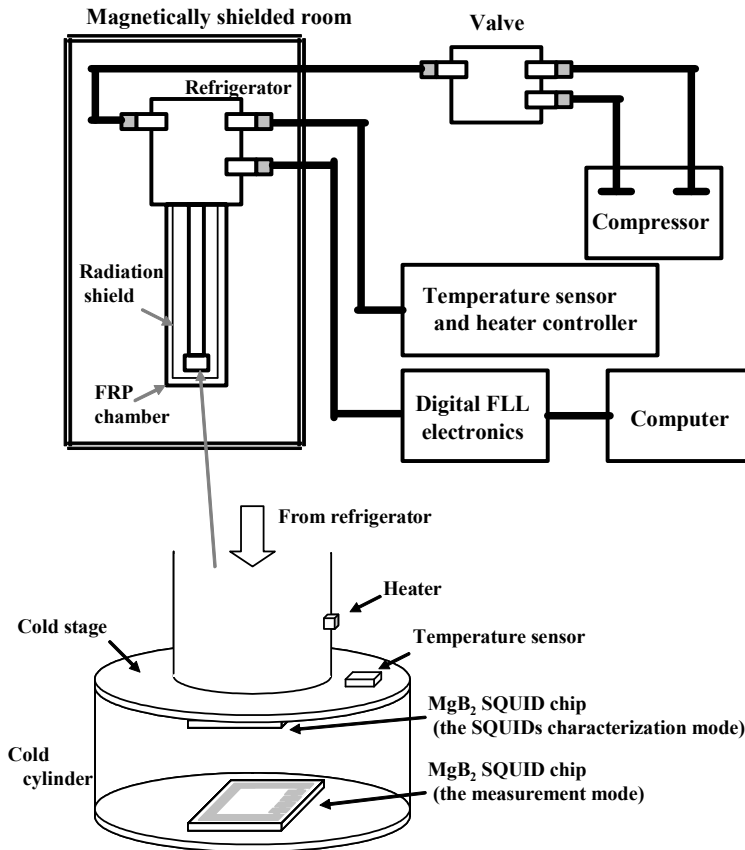 Magnetically shielded room
Valve
Refrigerator
Compressor
Radiation
shield
Temperature sensor
and heater controller
FRP
chamber
Digital FLL
electronics
Computer
From refrigerator
Heater
Cold stage
Temperature sensor
MgB₂ SQUID chip
(the SQUIDs characterization mode)
Cold
cylinder
MgB₂ SQUID chip
(the measurement mode)